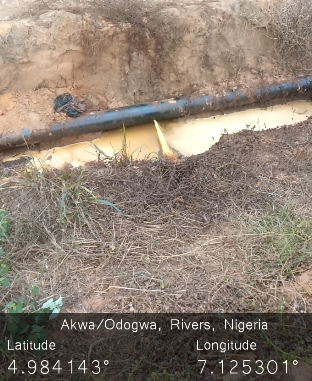 Akwa/Odogwa, Rivers, Nigeria
Latitude Longitude
4.984143° 7.125301°